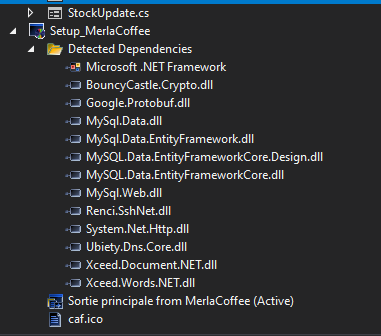 StockUpdate.cs
Setup_MerlaCoffee
Detected Dependencies
Microsoft .NET Framework
BouncyCastle.Crypto.dll
Google.Protobuf.dll
MySql.Data.dll
MySql.Data.EntityFramework.dll
MySQL.Data.EntityFrameworkCore.Design.dll
MySQL.Data.EntityFrameworkCore.dll
MySql.Web.dll
Renci.SshNet.dll
System.Net.Http.dll
Ubiety.Dns.Core.dll
Xceed.Document.NET.dll
Xceed.Words.NET.dll
Sortie principale from MerlaCoffee (Active)
caf.ico